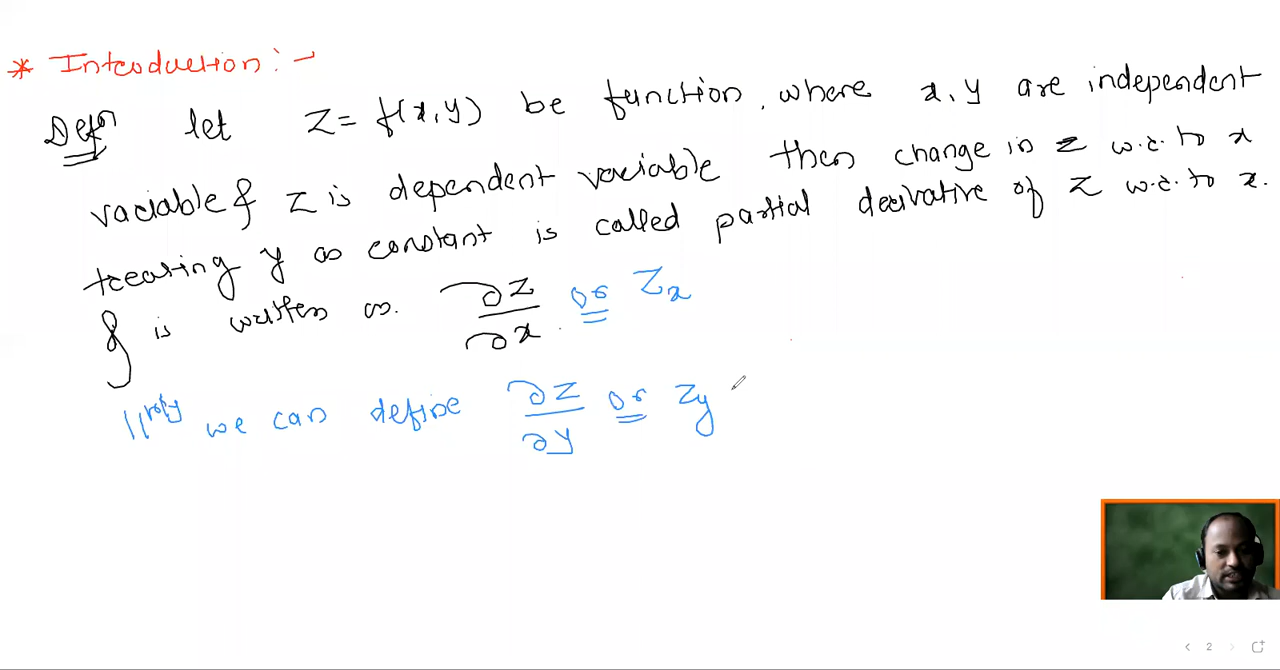 * Introduction :-
Defn let Z = f(x, y) be function, where x, y are independent
variable & Z is dependent variable then change in Z w.r.to x
treating y as constant is called partial derivative of Z w.r.to x.
& is written as. ∂Z/∂x or Zx
||rly we can define ∂Z/∂y or Zy
2